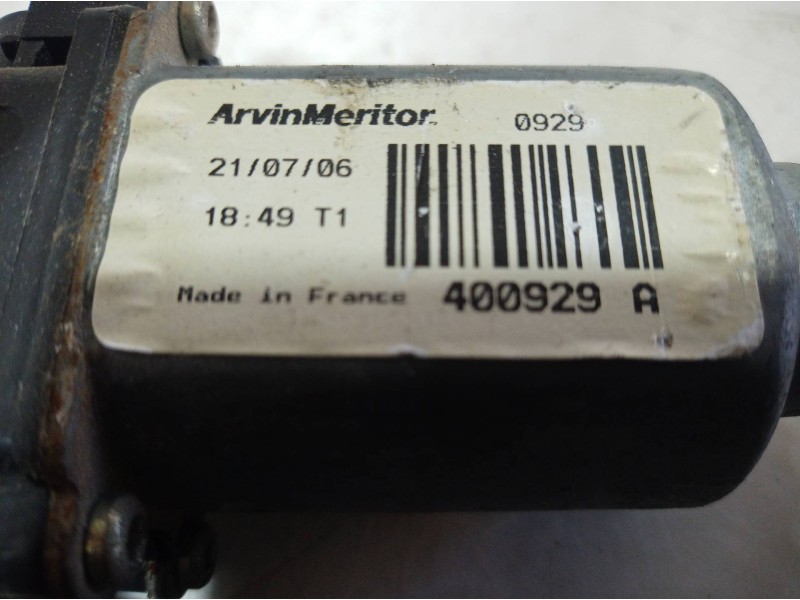 ArvinMeritor 0929
21/07/06
18:49 T1
Made in France 400929 A